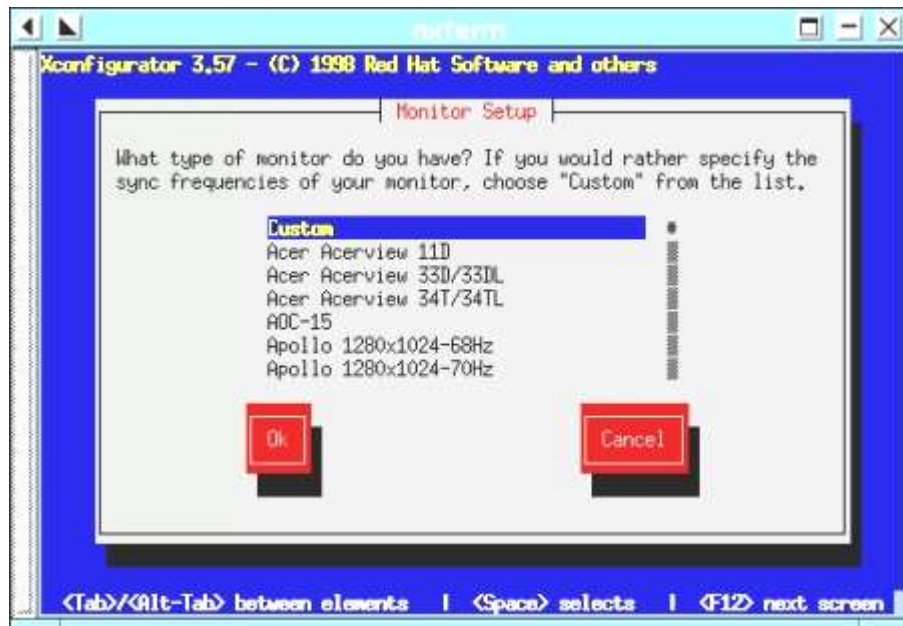 nxterm
Xconfigurator 3.57 - (C) 1998 Red Hat Software and others
Monitor Setup
What type of monitor do you have? If you would rather specify the
sync frequencies of your monitor, choose "Custom" from the list.
Custom
Acer Acerview 11D
Acer Acerview 33D/33DL
Acer Acerview 34T/34TL
AOC-15
Apollo 1280x1024-68Hz
Apollo 1280x1024-70Hz
Ok Cancel
<Tab>/<Alt-Tab> between elements | <Space> selects | <F12> next screen